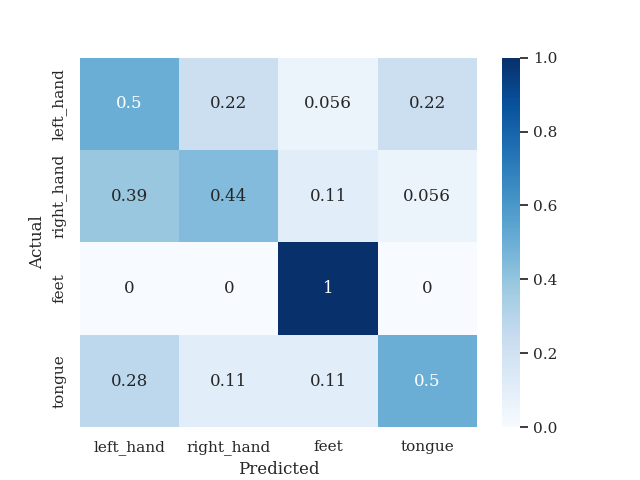 Actual
left_hand
0.5 0.22 0.056 0.22
right_hand
0.39 0.44 0.11 0.056
feet
0 0 1 0
tongue
0.28 0.11 0.11 0.5
left_hand right_hand feet tongue
Predicted
1.0
0.8
0.6
0.4
0.2
0.0